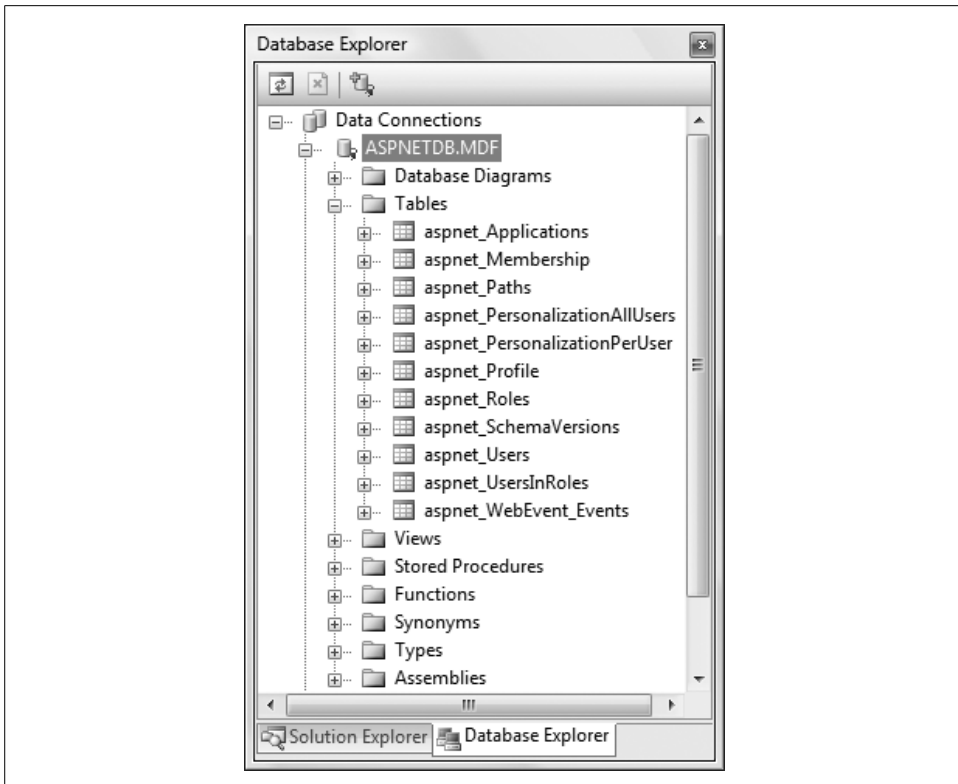 Database Explorer
Data Connections
ASPNETDB.MDF
Database Diagrams
Tables
aspnet_Applications
aspnet_Membership
aspnet_Paths
aspnet_PersonalizationAllUsers
aspnet_PersonalizationPerUser
aspnet_Profile
aspnet_Roles
aspnet_SchemaVersions
aspnet_Users
aspnet_UsersInRoles
aspnet_WebEvent_Events
Views
Stored Procedures
Functions
Synonyms
Types
Assemblies
Solution Explorer Database Explorer